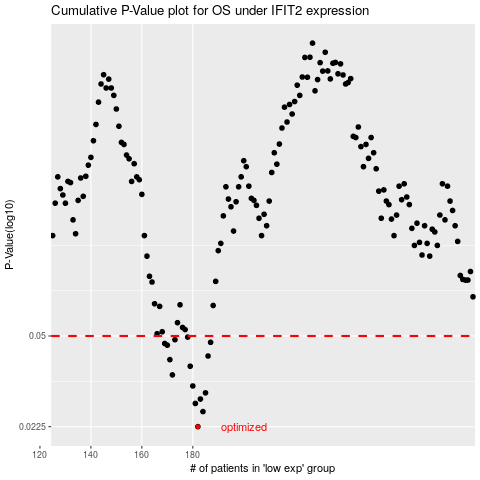 Cumulative P-Value plot for OS under IFIT2 expression
P-Value(log10)
0.05
0.0225
optimized
120 140 160 180
# of patients in 'low exp' group